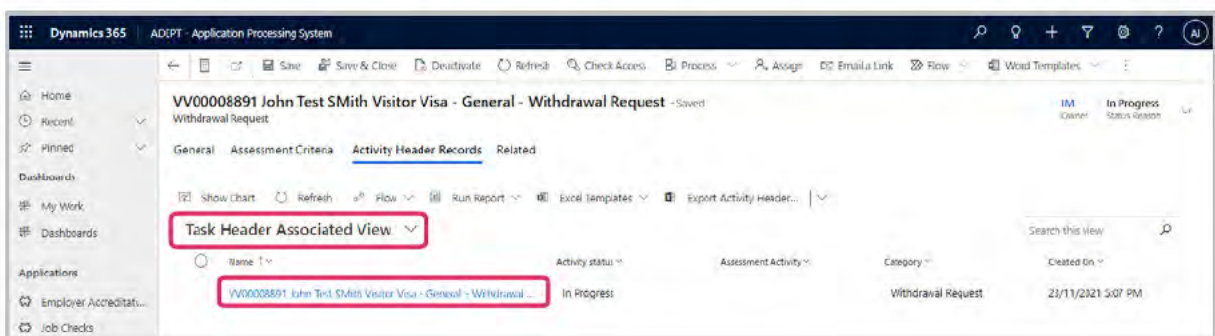 Dynamics 365 ADEPT - Application Processing System ? AJ
Save Save & Close Deactivate Refresh Check Access Process Assign Email a Link Flow Word Templates
Home
Recent
Pinned
Dashboards
My Work
Dashboards
Applications
Employer Accreditati...
Job Checks
VV00008891 John Test SMith Visitor Visa - General - Withdrawal Request - Saved
Withdrawal Request
IM In Progress
Owner Status Reason
General Assessment Criteria Activity Header Records Related
Show Chart Refresh Flow Run Report Excel Templates Export Activity Header...
Task Header Associated View Search this view
Name Activity status Assessment Activity Category Created On
VV00008891 John Test SMith Visitor Visa - General - Withdrawal ... In Progress Withdrawal Request 23/11/2021 5:07 PM